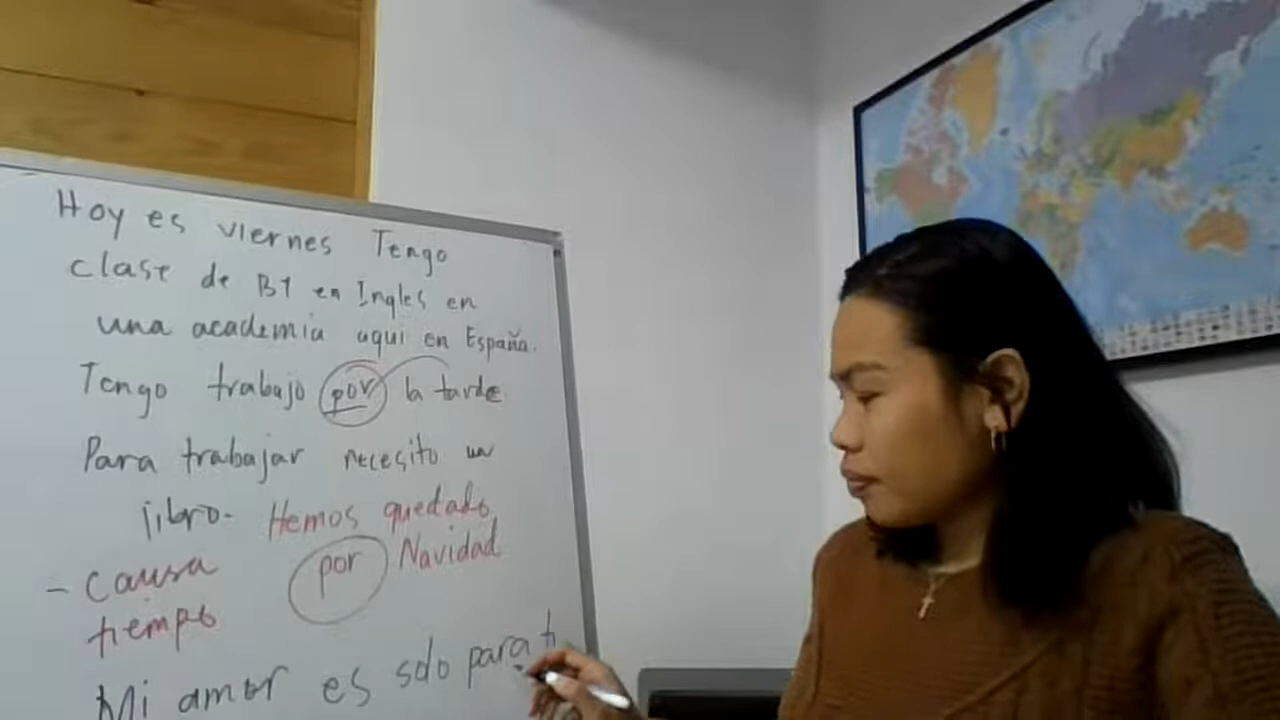 Hoy es viernes Tengo
clase de B1 en Ingles en
una academia aqui en España.
Tengo trabajo por la tarde.
Para trabajar necesito un
libro- Hemos quedado
- causa por Navidad
tiempo
Mi amor es solo para ti